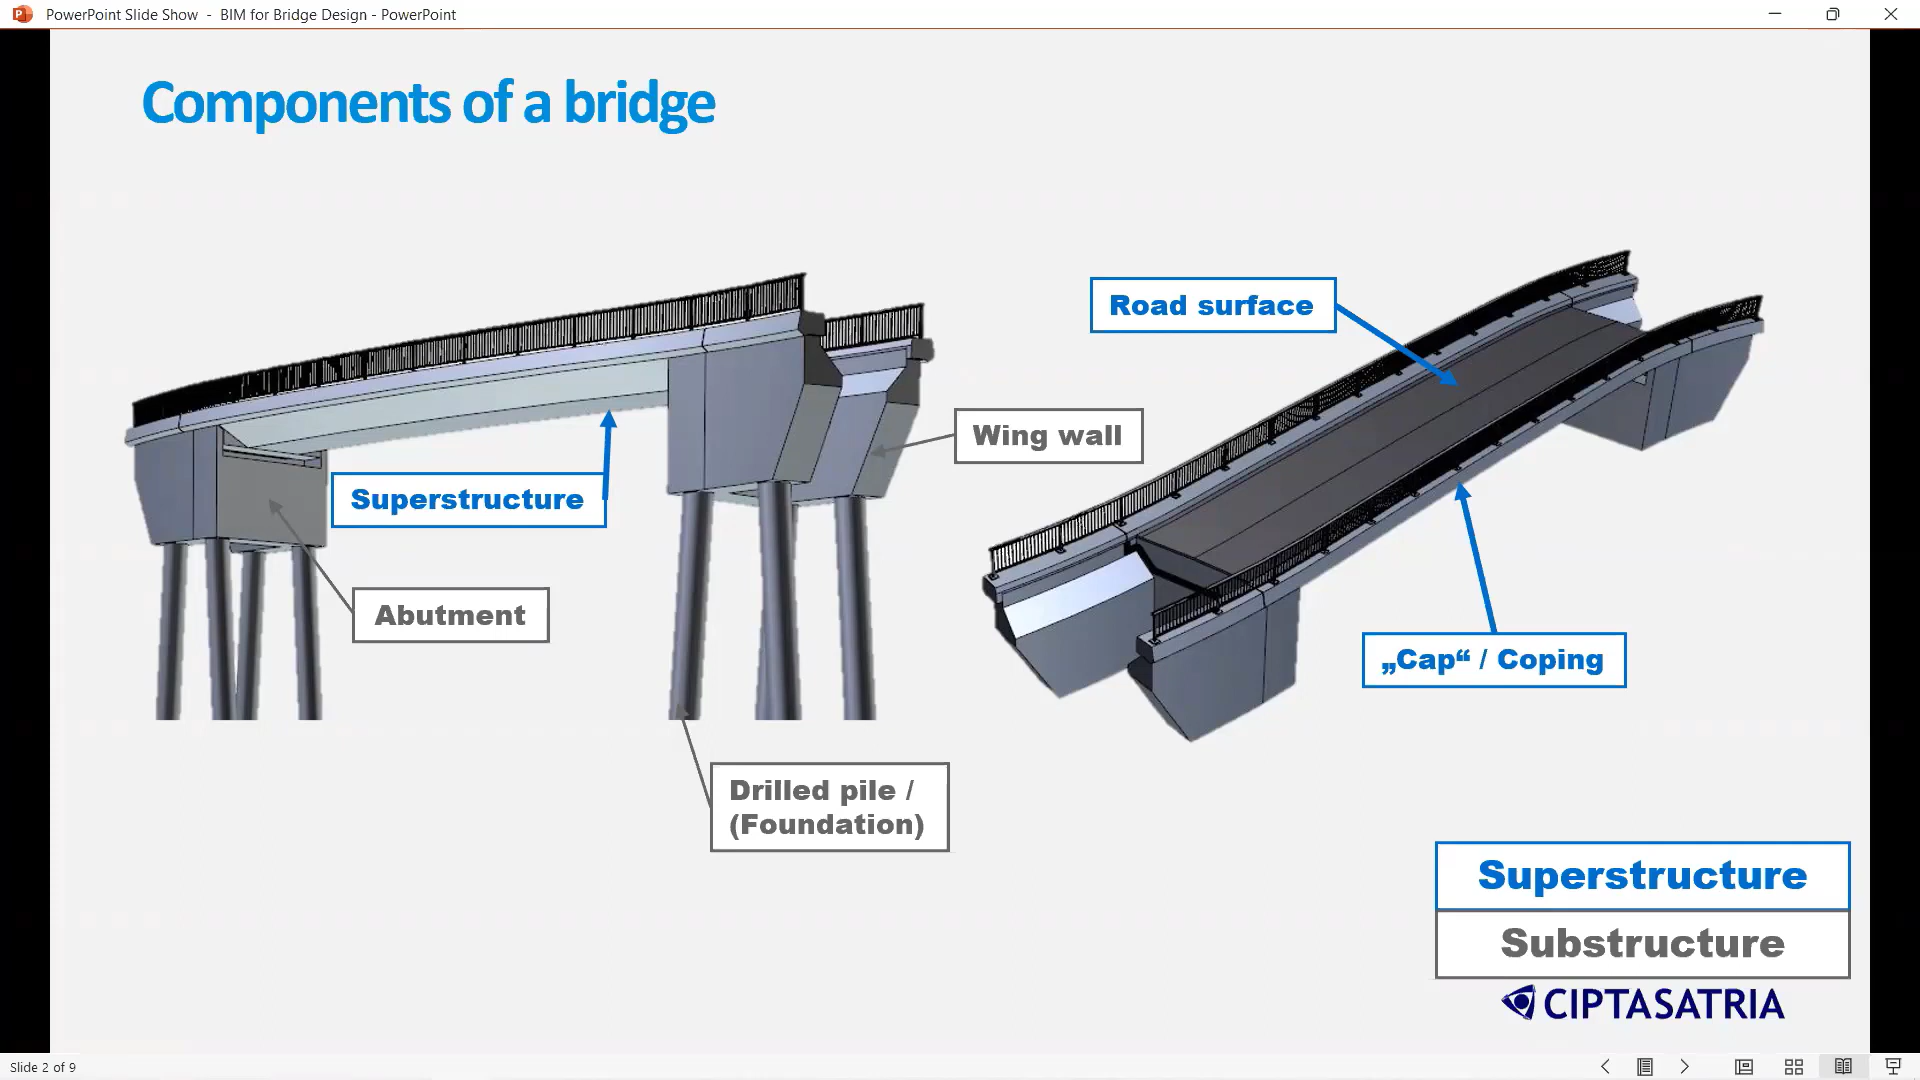 PowerPoint Slide Show - BIM for Bridge Design - PowerPoint
Components of a bridge
Road surface
Wing wall
Superstructure
Abutment
„Cap“ / Coping
Drilled pile /
(Foundation)
Superstructure
Substructure
CIPTASATRIA
Slide 2 of 9